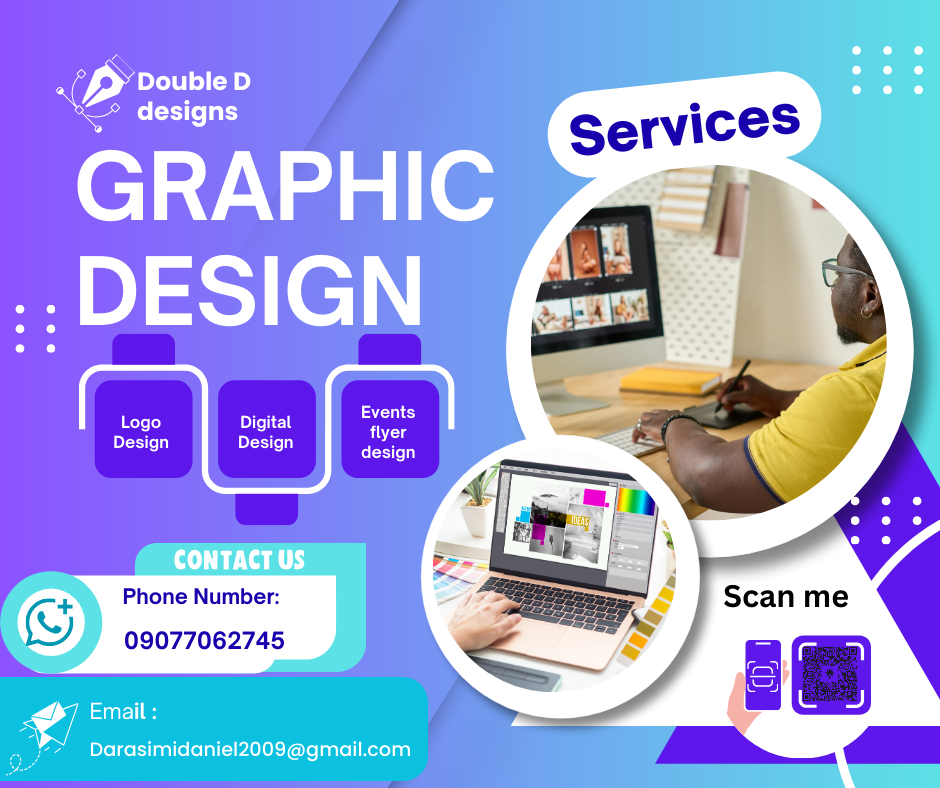 Double D
designs
Services
GRAPHIC
DESIGN
Logo
Design
Digital
Design
Events
flyer
design
IDEAS
CONTACT US
Phone Number:
09077062745
Scan me
Email :
Darasimidaniel2009@gmail.com